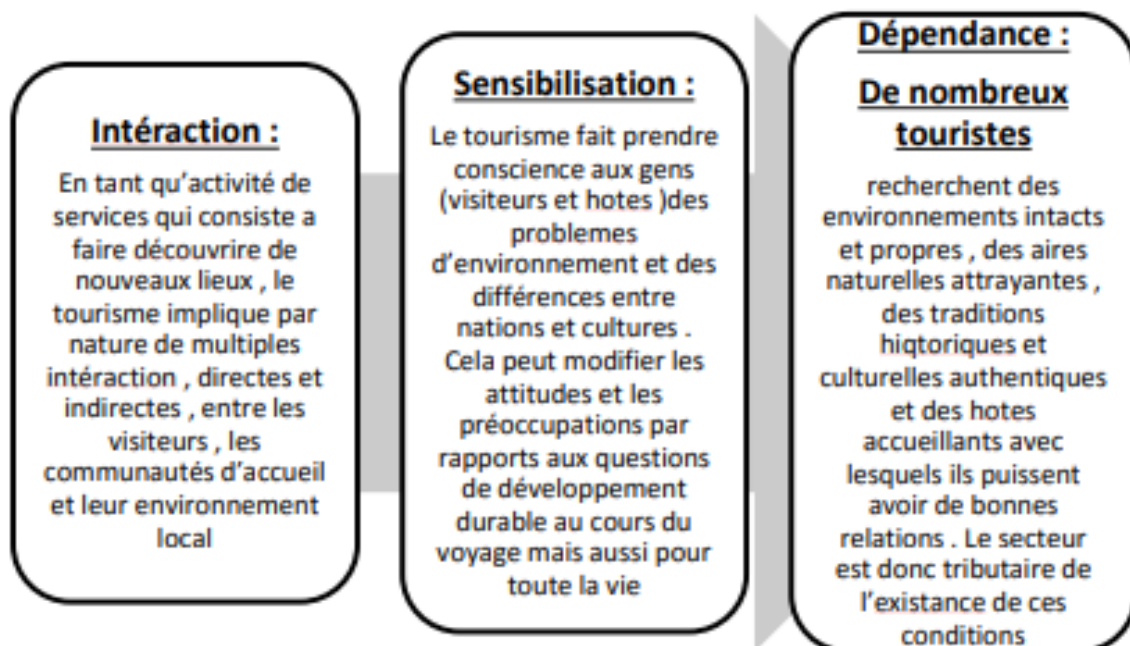 Intéraction :
En tant qu'activité de
services qui consiste a
faire découvrire de
nouveaux lieux , le
tourisme implique par
nature de multiples
intéraction , directes et
indirectes , entre les
visiteurs , les
communautés d'accueil
et leur environnement
local
Sensibilisation :
Le tourisme fait prendre
conscience aux gens
(visiteurs et hotes )des
problemes
d'environnement et des
différences entre
nations et cultures .
Cela peut modifier les
attitudes et les
préoccupations par
rapports aux questions
de développement
durable au cours du
voyage mais aussi pour
toute la vie
Dépendance :
De nombreux
touristes
recherchent des
environnements intacts
et propres , des aires
naturelles attrayantes ,
des traditions
hiqtoriques et
culturelles authentiques
et des hotes
accueillants avec
lesquels ils puissent
avoir de bonnes
relations . Le secteur
est donc tributaire de
l'existance de ces
conditions